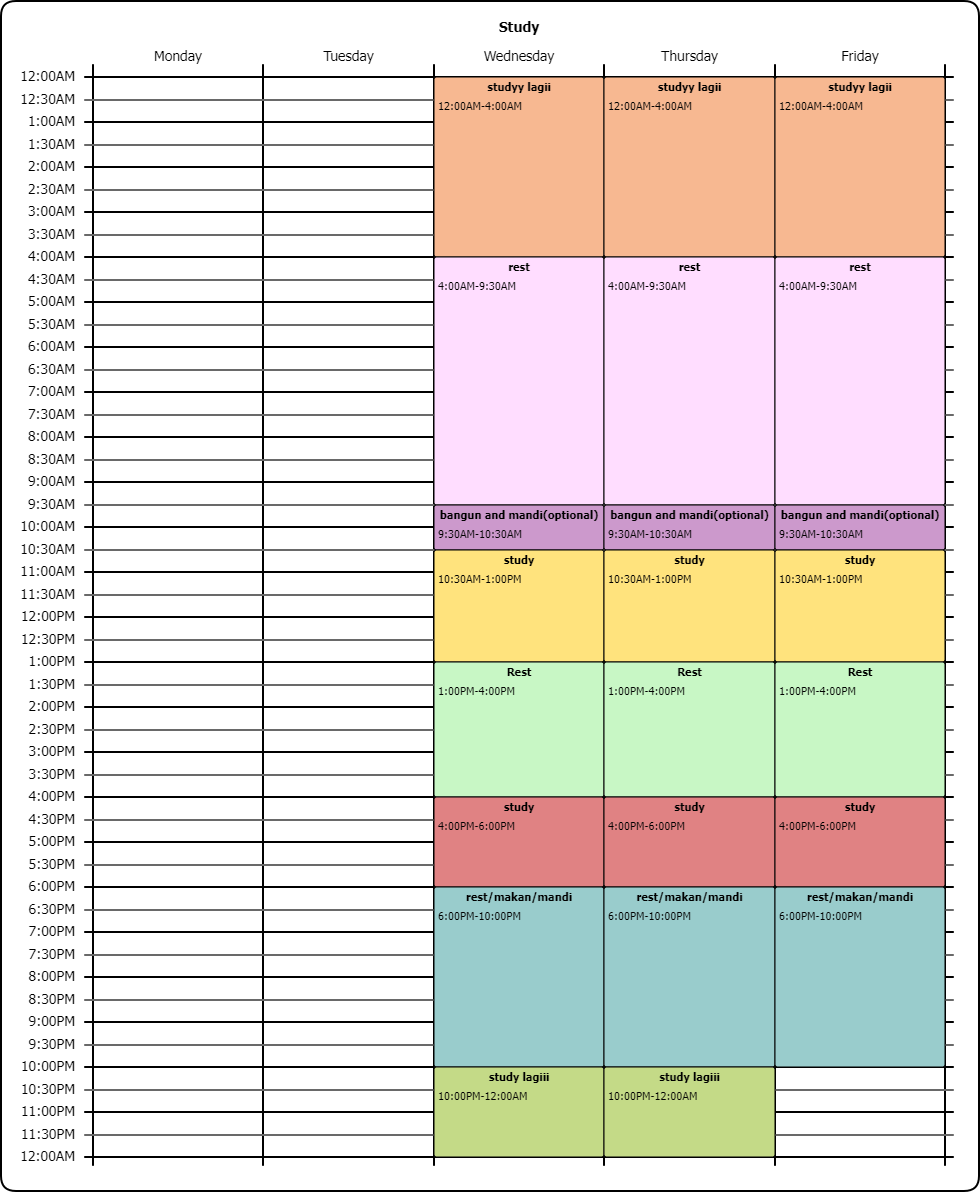 Study
Monday Tuesday Wednesday Thursday Friday
12:00AM
studyy lagii studyy lagii studyy lagii
12:30AM 12:00AM-4:00AM 12:00AM-4:00AM 12:00AM-4:00AM
1:00AM
1:30AM
2:00AM
2:30AM
3:00AM
3:30AM
4:00AM
rest rest rest
4:30AM 4:00AM-9:30AM 4:00AM-9:30AM 4:00AM-9:30AM
5:00AM
5:30AM
6:00AM
6:30AM
7:00AM
7:30AM
8:00AM
8:30AM
9:00AM
9:30AM
bangun and mandi(optional) bangun and mandi(optional) bangun and mandi(optional)
10:00AM 9:30AM-10:30AM 9:30AM-10:30AM 9:30AM-10:30AM
10:30AM
study study study
11:00AM 10:30AM-1:00PM 10:30AM-1:00PM 10:30AM-1:00PM
11:30AM
12:00PM
12:30PM
1:00PM
Rest Rest Rest
1:30PM 1:00PM-4:00PM 1:00PM-4:00PM 1:00PM-4:00PM
2:00PM
2:30PM
3:00PM
3:30PM
4:00PM
study study study
4:30PM 4:00PM-6:00PM 4:00PM-6:00PM 4:00PM-6:00PM
5:00PM
5:30PM
6:00PM
rest/makan/mandi rest/makan/mandi rest/makan/mandi
6:30PM 6:00PM-10:00PM 6:00PM-10:00PM 6:00PM-10:00PM
7:00PM
7:30PM
8:00PM
8:30PM
9:00PM
9:30PM
10:00PM
study lagiii study lagiii
10:30PM 10:00PM-12:00AM 10:00PM-12:00AM
11:00PM
11:30PM
12:00AM